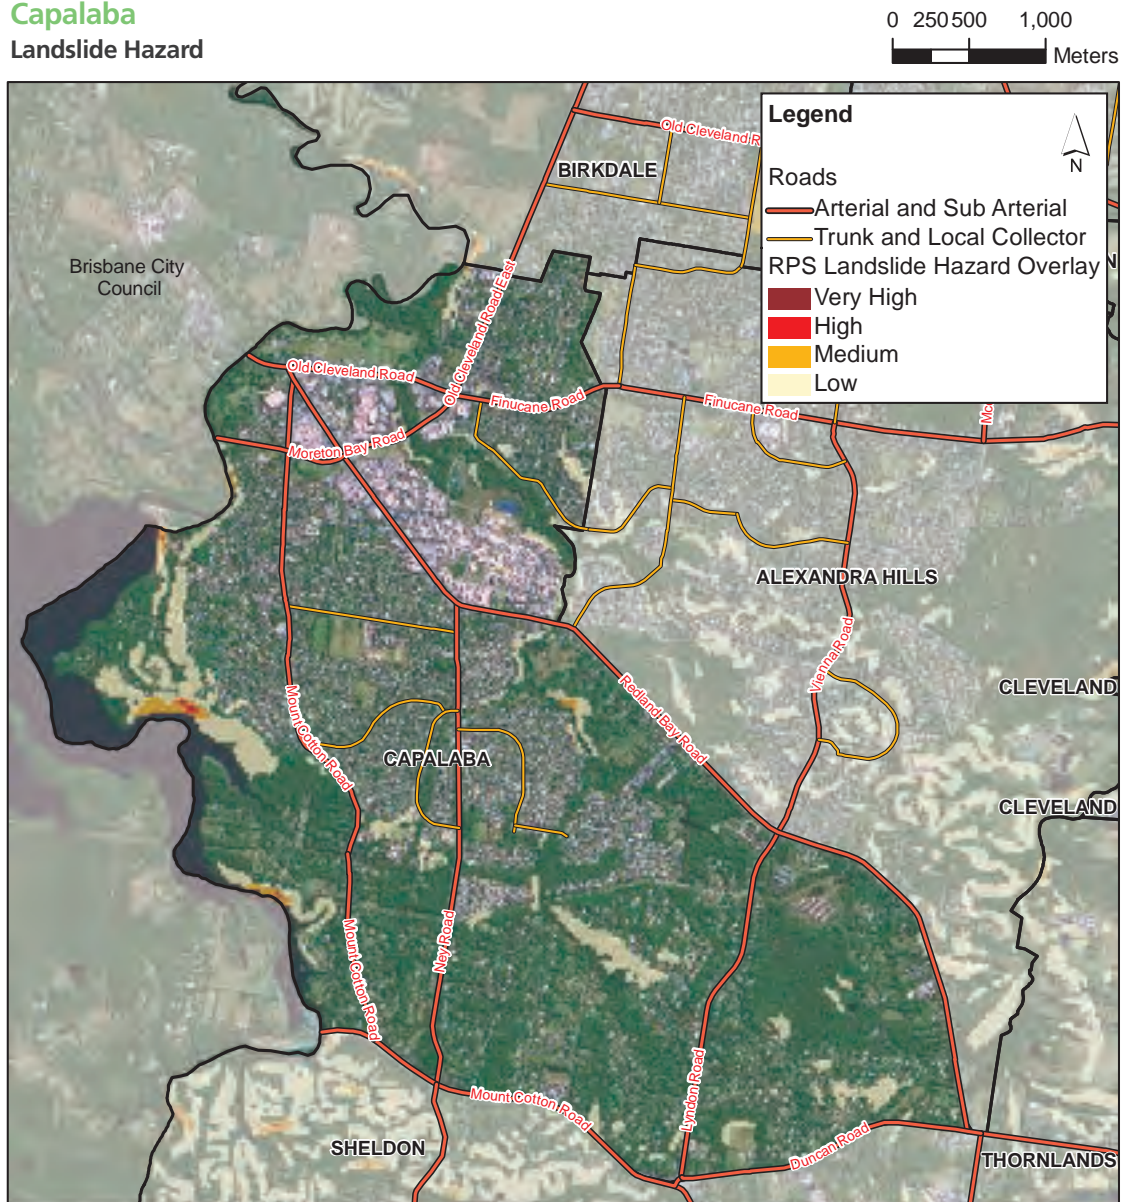 Capalaba
Landslide Hazard
0 250 500 1,000
Meters
Legend
N
Roads
Arterial and Sub Arterial
Trunk and Local Collector
RPS Landslide Hazard Overlay
Very High
High
Medium
Low
Old Cleveland R
BIRKDALE
Brisbane City
Council
N
Old Cleveland Road East
Old Cleveland Road
Finucane Road
Finucane Road
Mc
Moreton Bay Road
ALEXANDRA HILLS
Vienna Road
Redland Bay Road
CLEVELAND
Mount Cotton Road
CAPALABA
CLEVELAND
Ney Road
Mount Cotton Road
Lyndon Road
Mount Cotton Road
Duncan Road
SHELDON
THORNLANDS